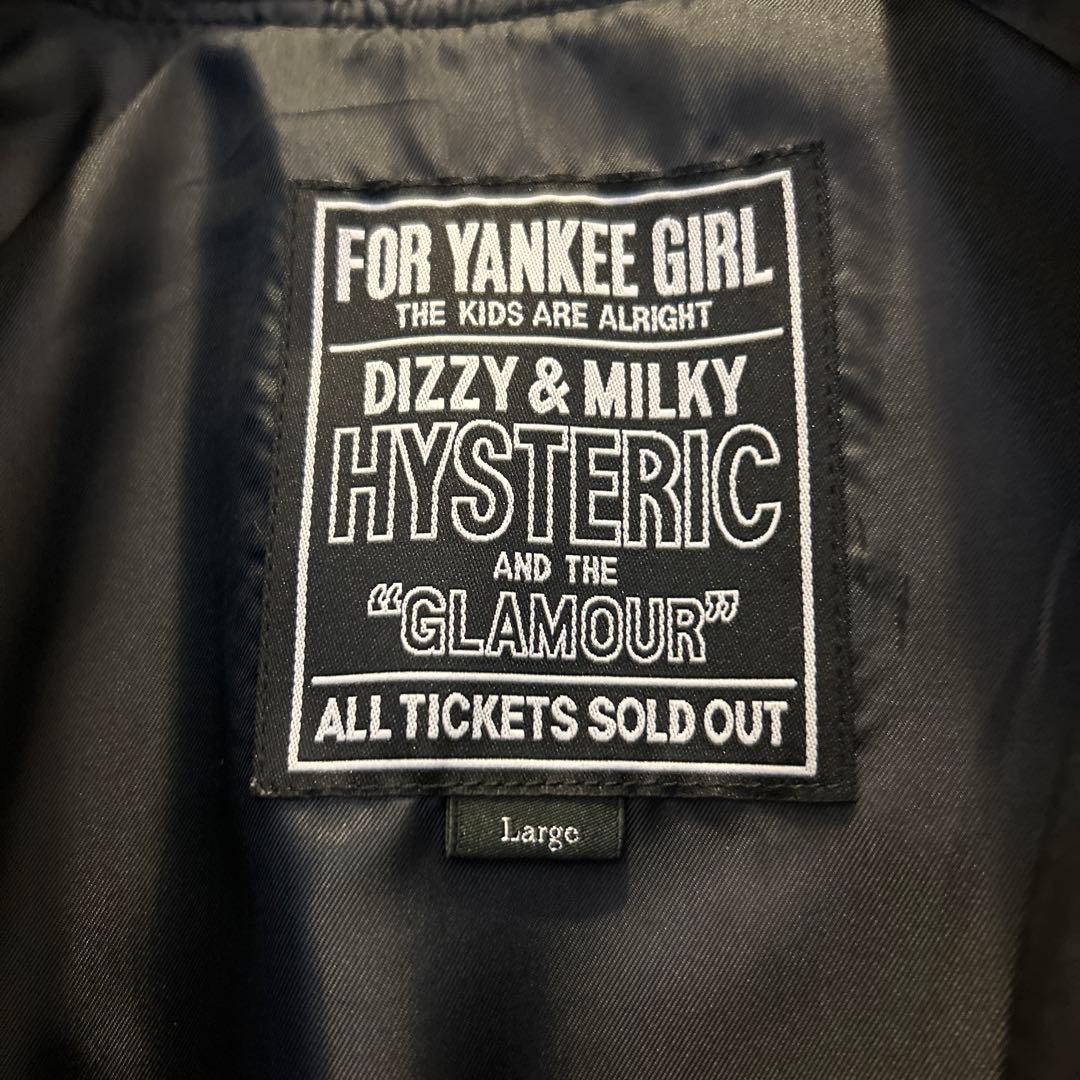 FOR YANKEE GIRL
THE KIDS ARE ALRIGHT
DIZZY & MILKY
HYSTERIC
AND THE
“GLAMOUR”
ALL TICKETS SOLD OUT
Large